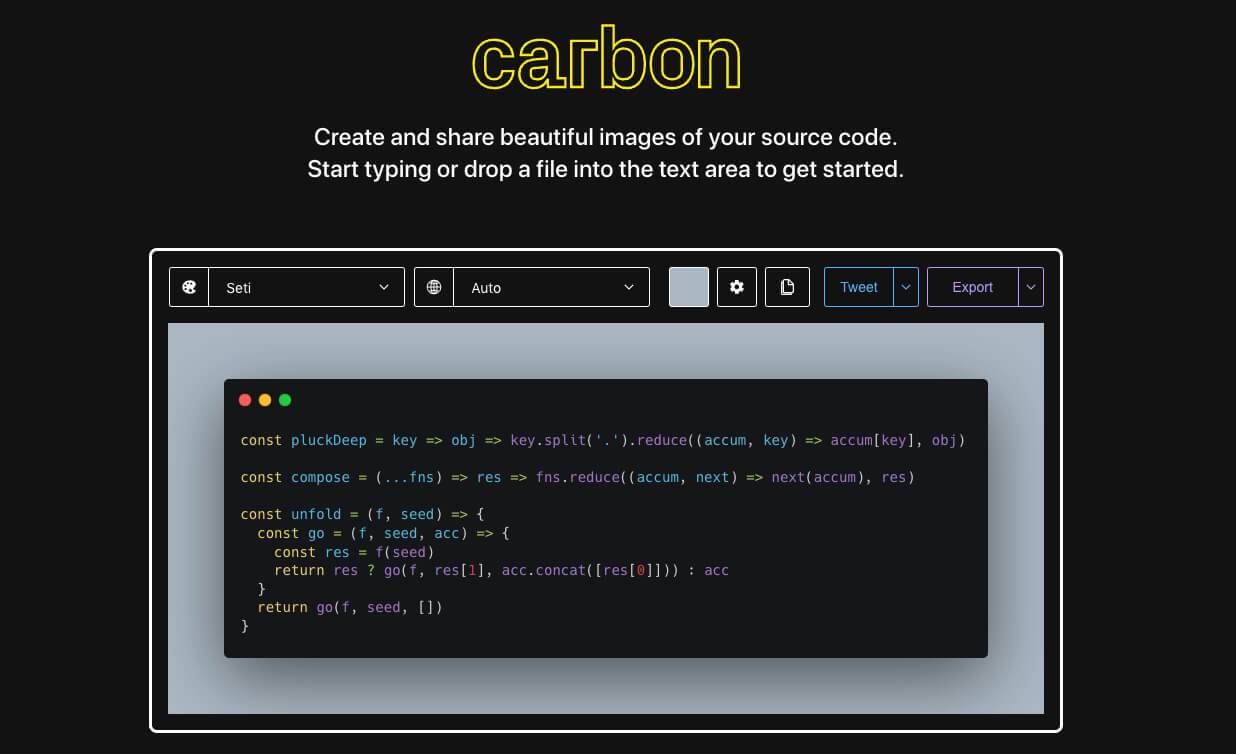 carbon
Create and share beautiful images of your source code.
Start typing or drop a file into the text area to get started.
Seti
Auto
Tweet
Export
const pluckDeep = key => obj => key.split('.').reduce((accum, key) => accum[key], obj)
const compose = (...fns) => res => fns.reduce((accum, next) => next(accum), res)
const unfold = (f, seed) => {
  const go = (f, seed, acc) => {
    const res = f(seed)
    return res ? go(f, res[1], acc.concat([res[0]])) : acc
  }
  return go(f, seed, [])
}